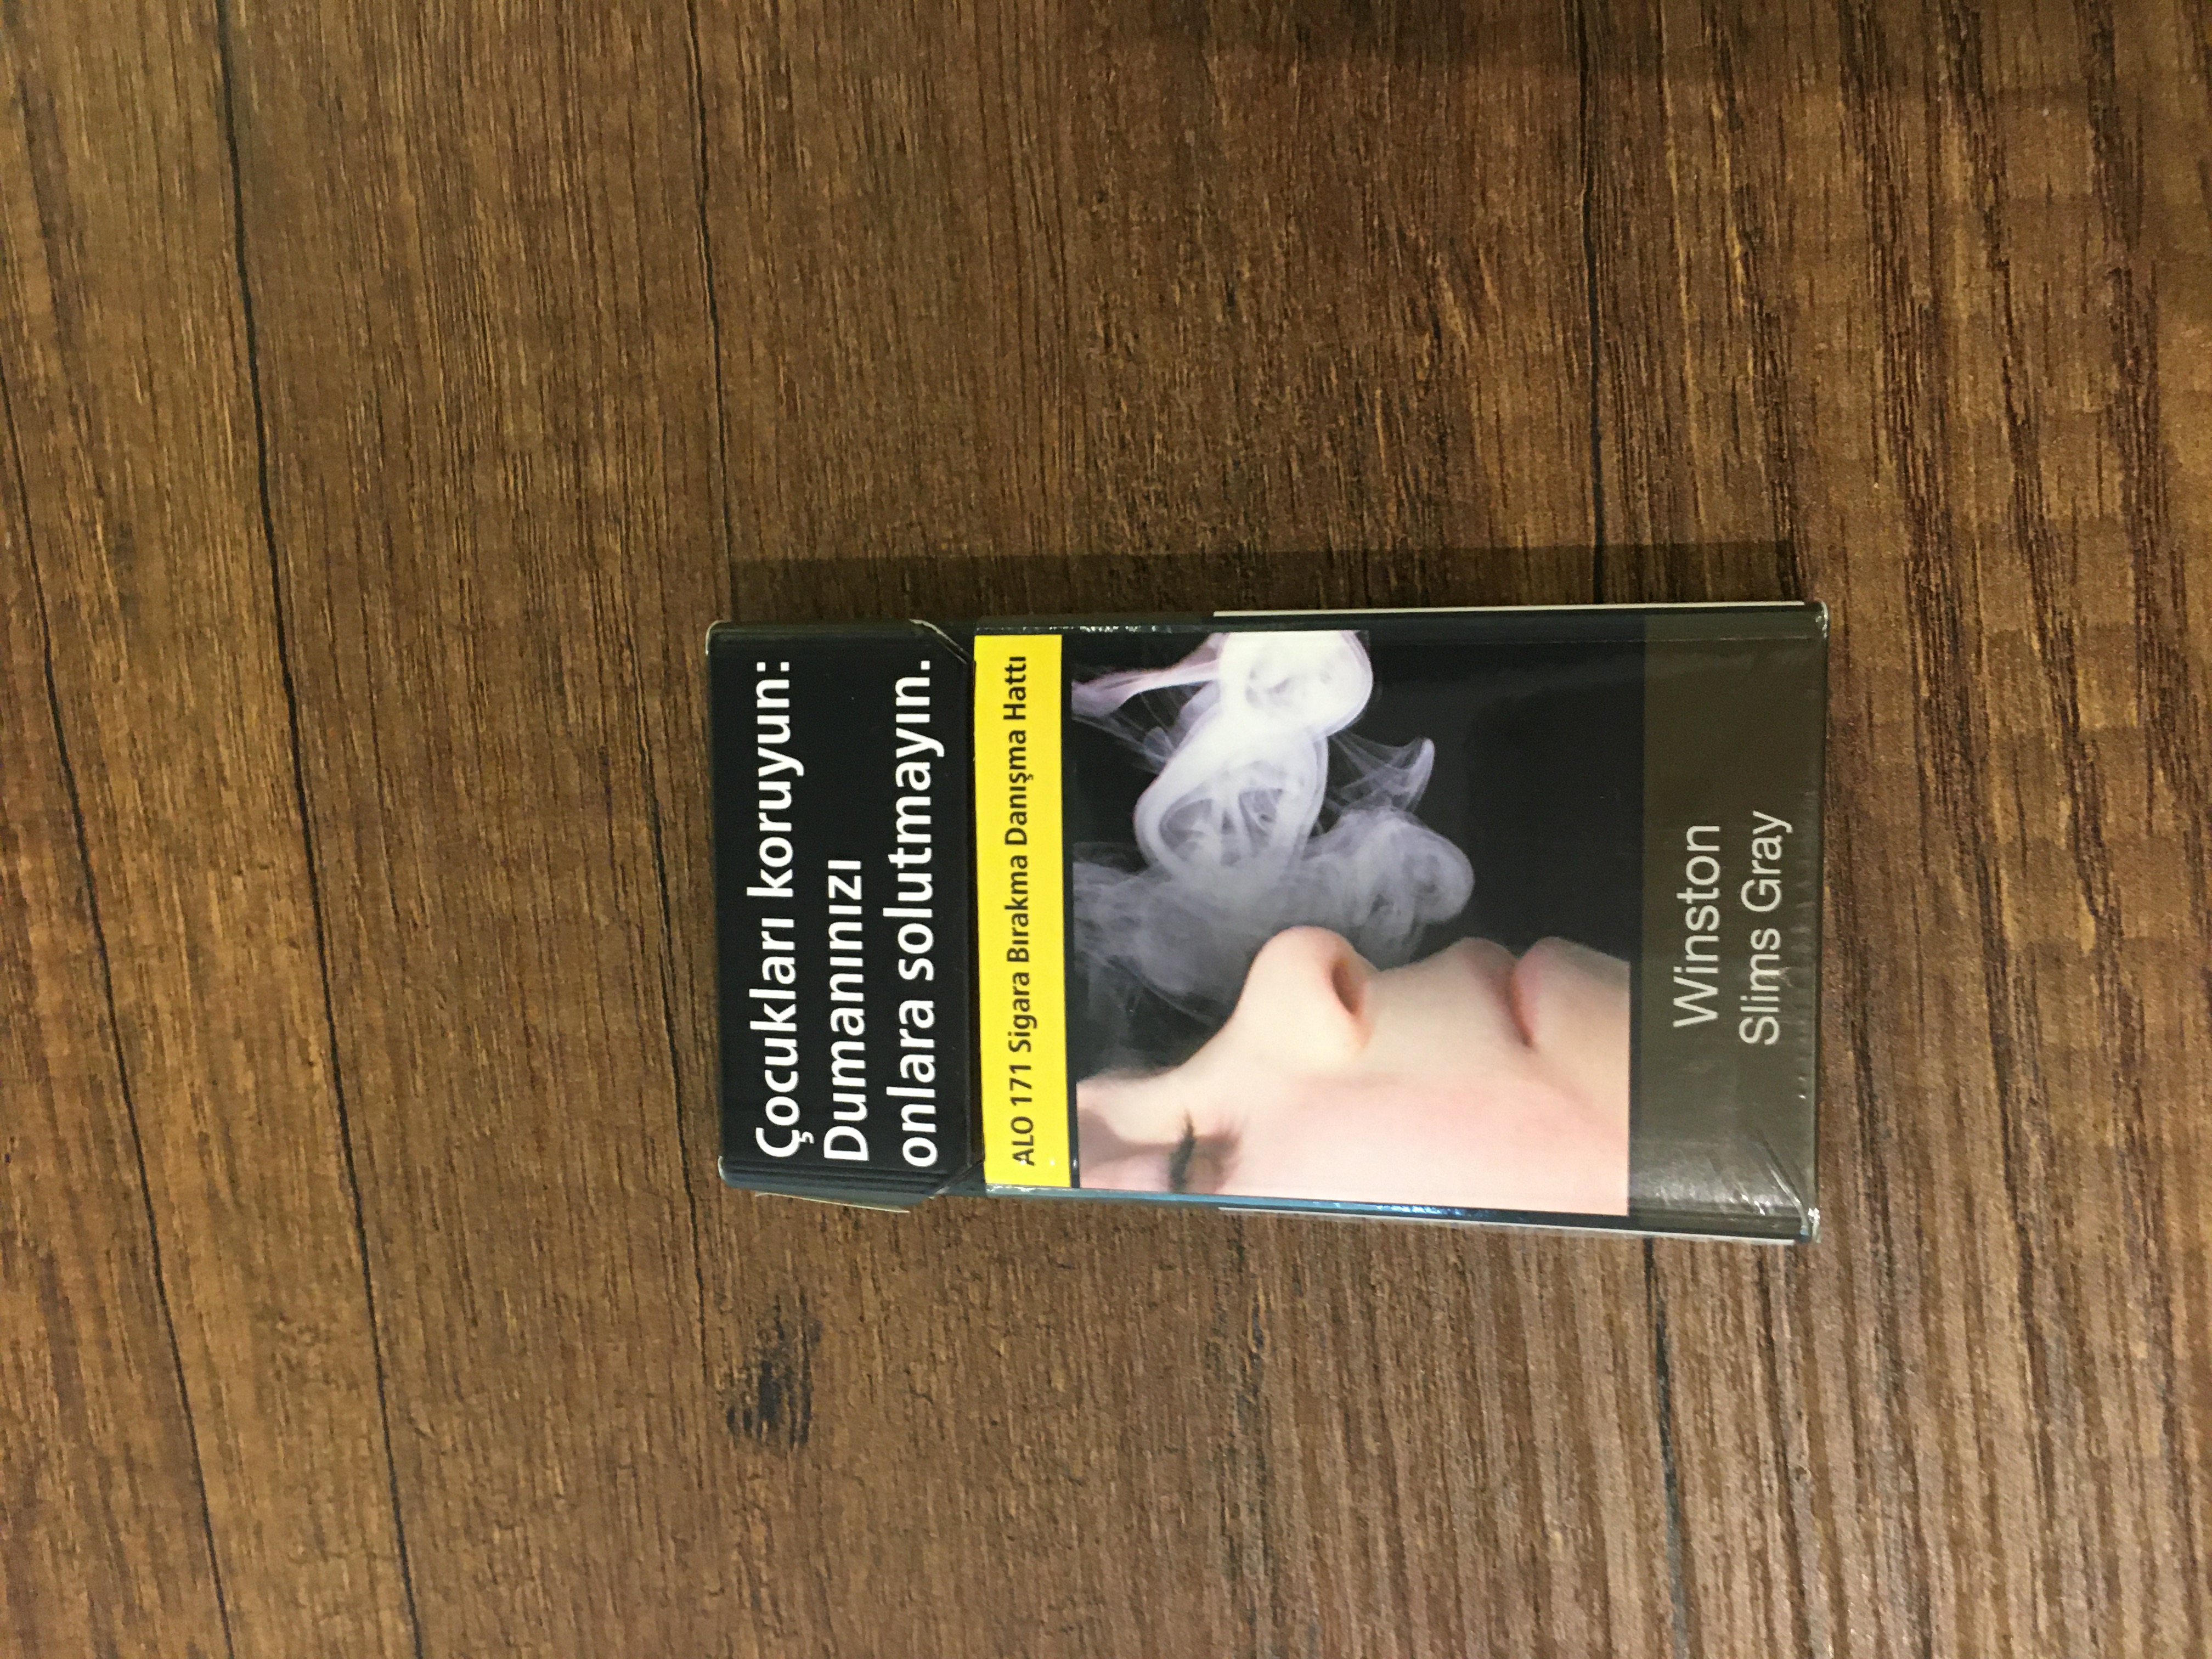 Çocukları koruyun:
Dumanınızı
onlara solutmayın.
ALO 171 Sigara Bırakma Danışma Hattı
Winston
Slims Gray